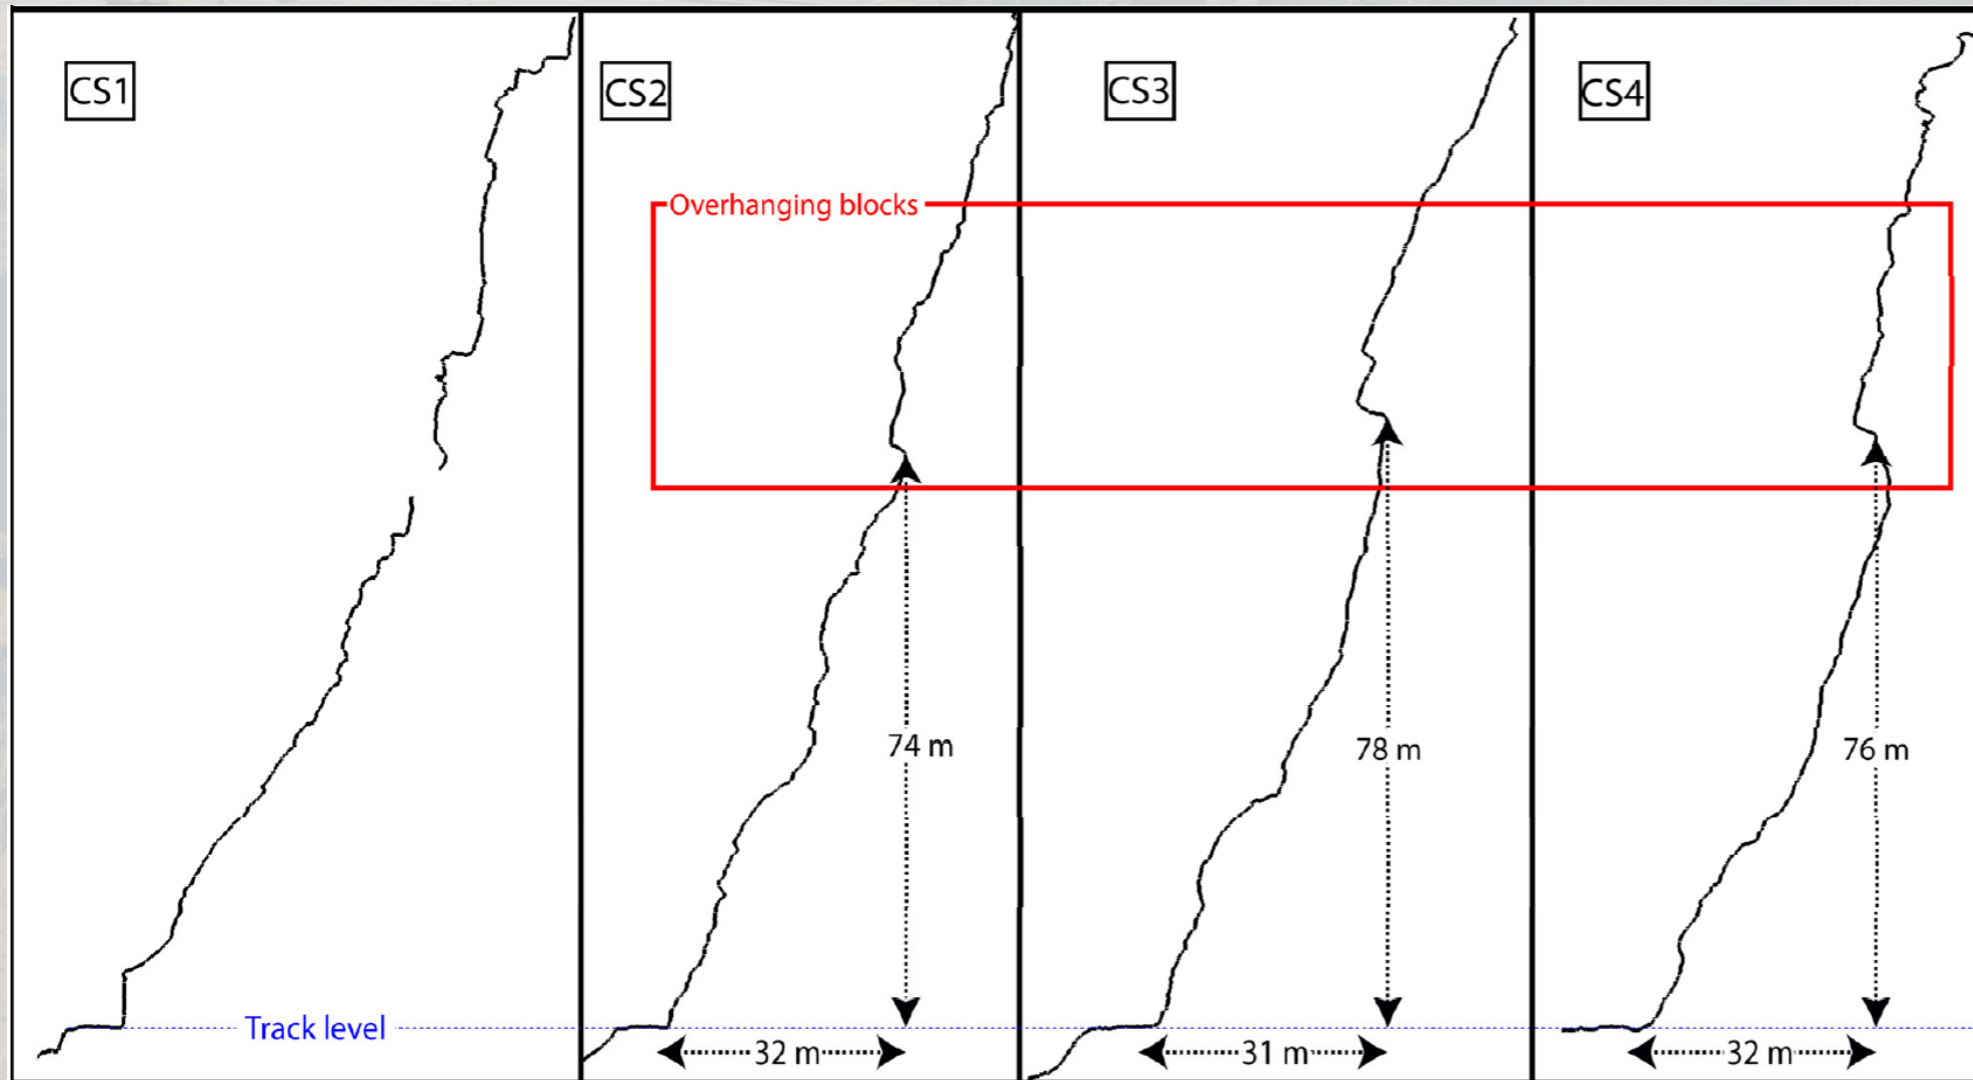 CS1
CS2
CS3
CS4
Overhanging blocks
74 m
78 m
76 m
Track level
32 m
31 m
32 m